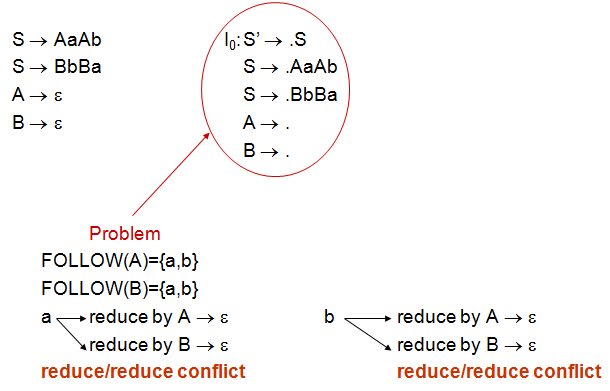 S → AaAb
S → BbBa
A → ε
B → ε
I₀: S’ → .S
S → .AaAb
S → .BbBa
A → .
B → .
Problem
FOLLOW(A)={a,b}
FOLLOW(B)={a,b}
a → reduce by A → ε
→ reduce by B → ε
reduce/reduce conflict
b → reduce by A → ε
→ reduce by B → ε
reduce/reduce conflict